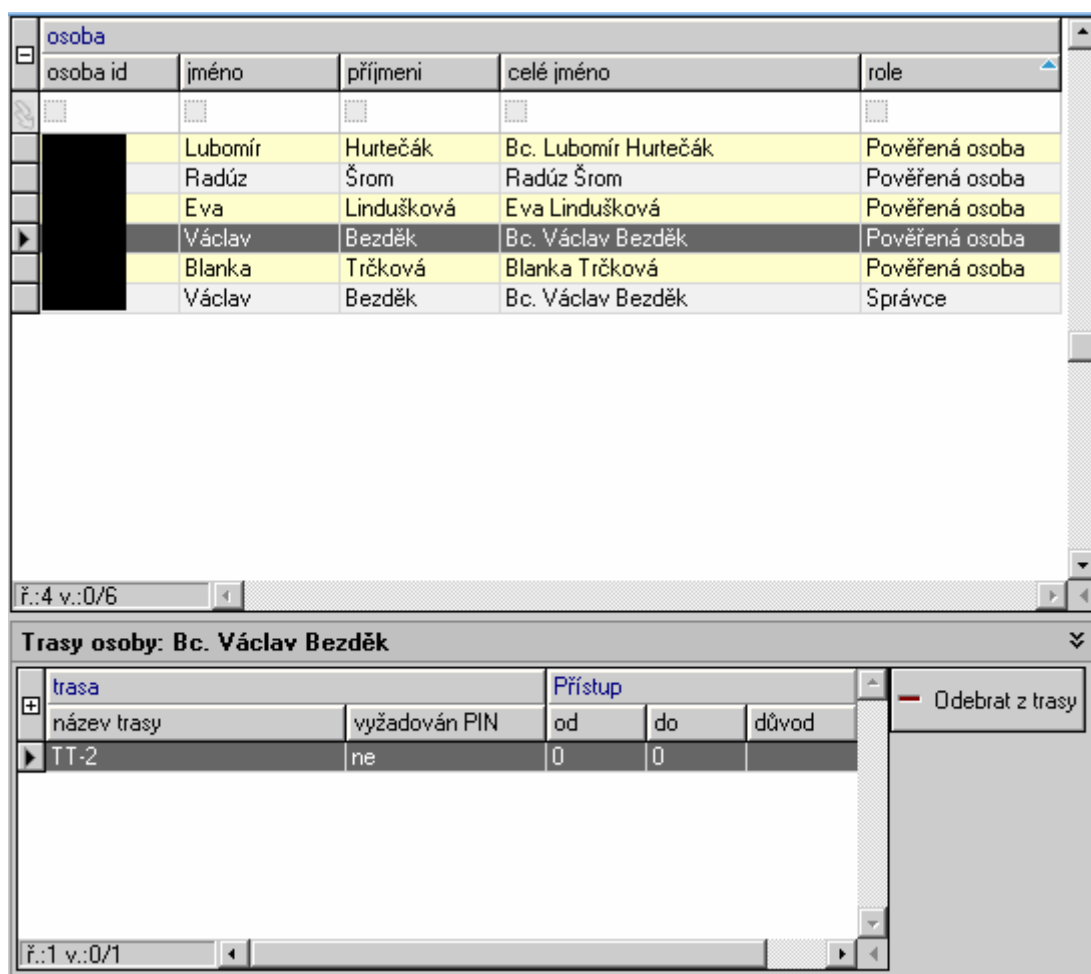 osoba
osoba id jméno příjmeni celé jméno role
Lubomír Hurtečák Bc. Lubomír Hurtečák Pověřená osoba
Radúz Šrom Radúz Šrom Pověřená osoba
Eva Lindušková Eva Lindušková Pověřená osoba
Václav Bezděk Bc. Václav Bezděk Pověřená osoba
Blanka Trčková Blanka Trčková Pověřená osoba
Václav Bezděk Bc. Václav Bezděk Správce
ř.:4 v.:0/6
Trasy osoby: Bc. Václav Bezděk
trasa Přístup
název trasy vyžadován PIN od do důvod
TT-2 ne 0 0
Odebrat z trasy
ř.:1 v.:0/1